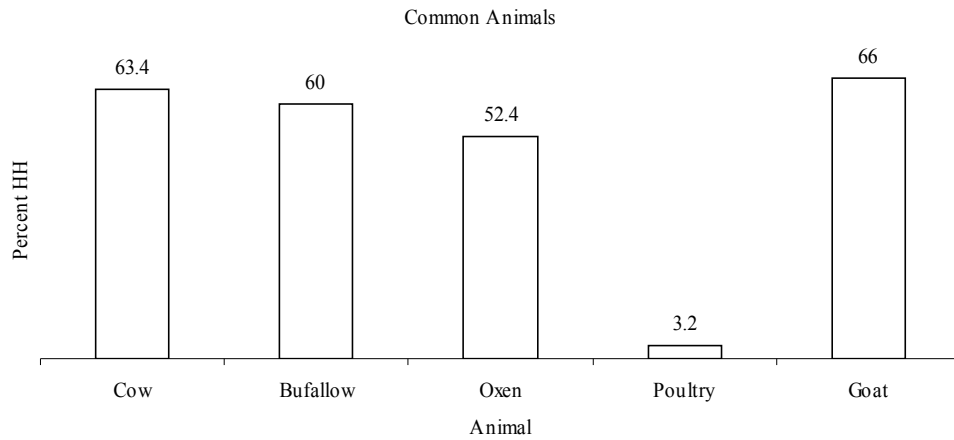 Common Animals
63.4
60
52.4
3.2
66
Percent HH
Cow
Bufallow
Oxen
Poultry
Goat
Animal